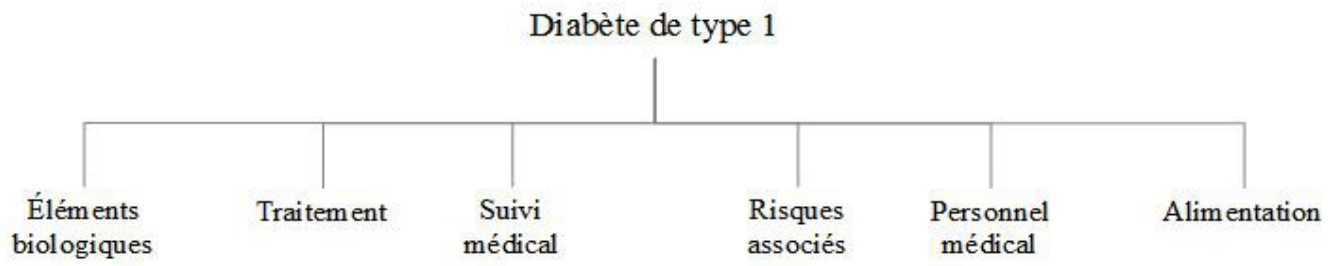 Diabète de type 1
Éléments
biologiques
Traitement
Suivi
médical
Risques
associés
Personnel
médical
Alimentation